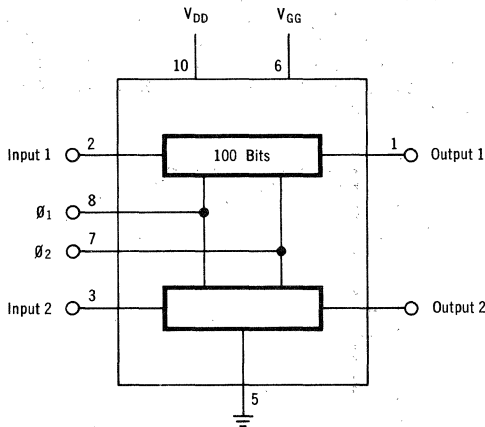 V_DD V_GG
10 6
Input 1 2 100 Bits 1 Output 1
Ø1 8
Ø2 7
Input 2 3 Output 2
5